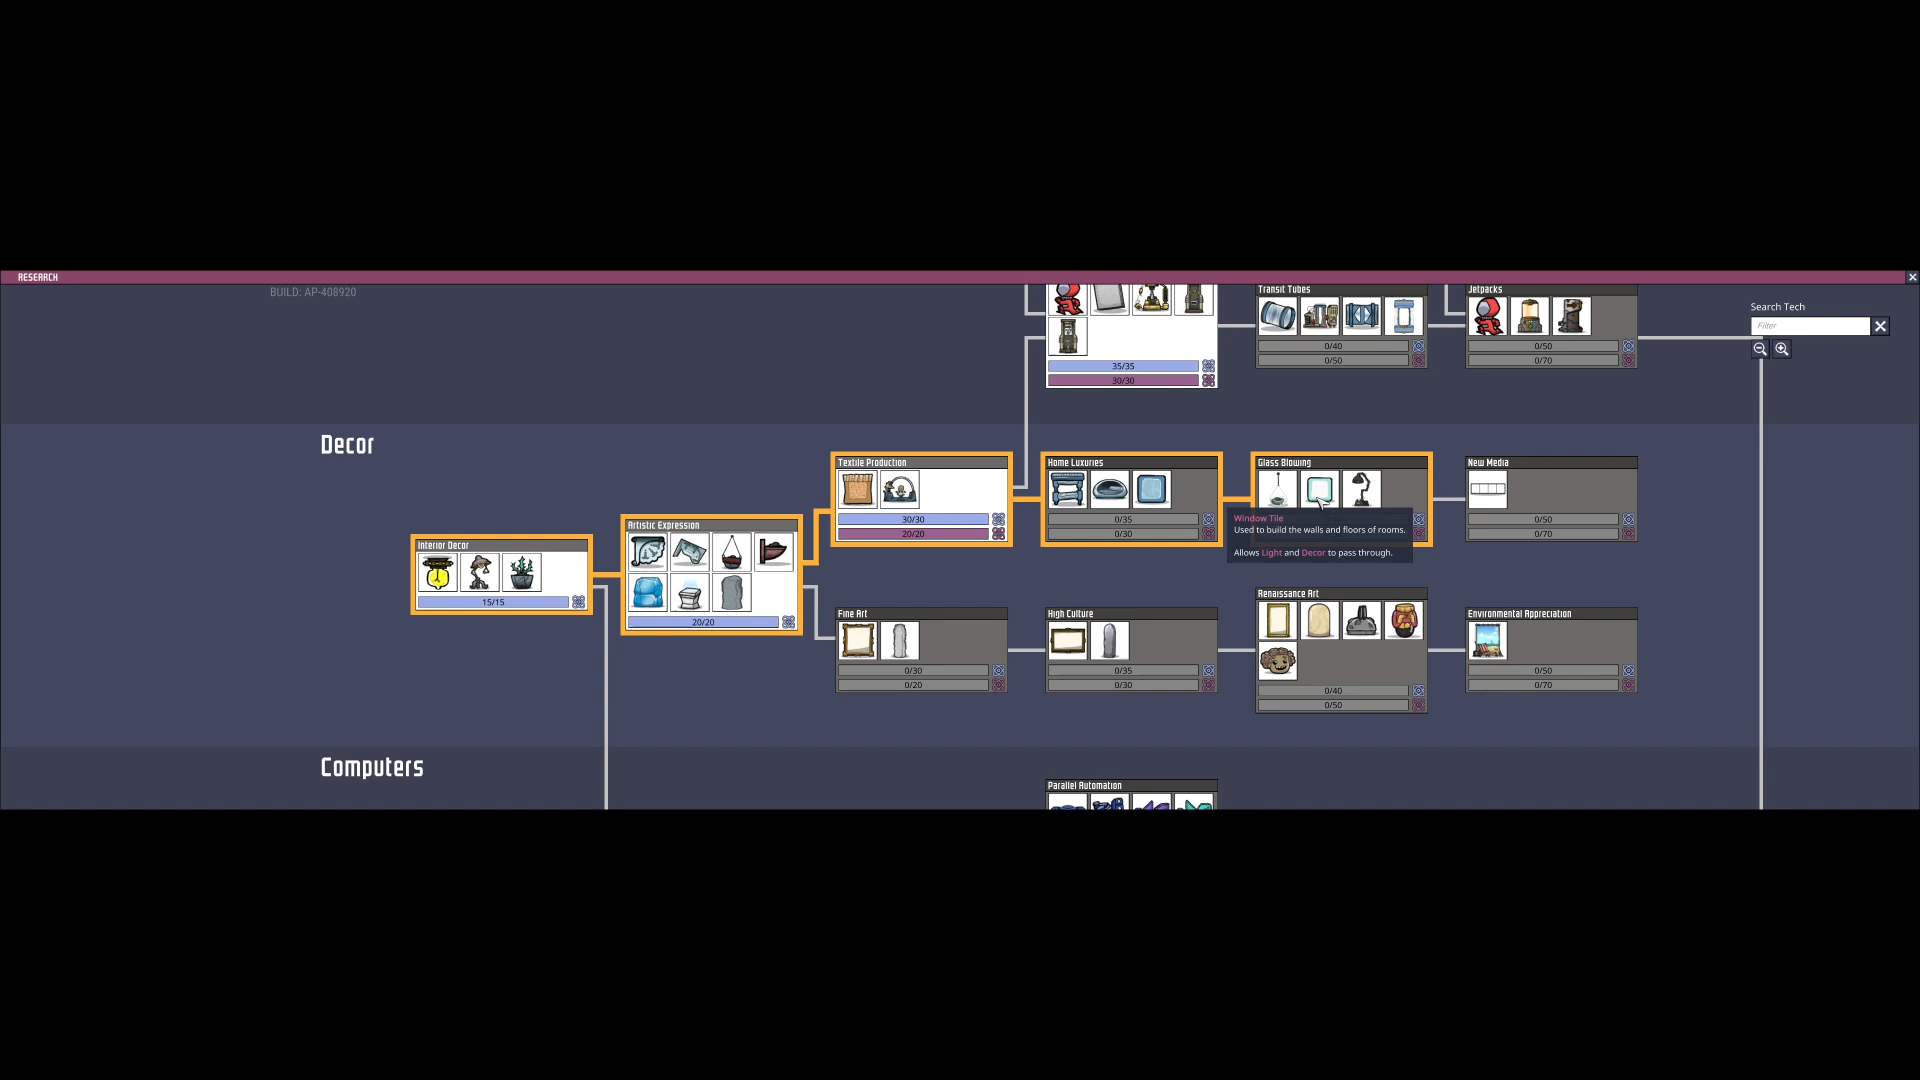 RESEARCH
BUILD: AP-408920
Search Tech
Filter
Transit Tubes
0/40
0/50
Jetpacks
0/50
0/70
35/35
30/30
Decor
Interior Decor
15/15
Artistic Expression
20/20
Textile Production
30/30
20/20
Home Luxuries
0/35
0/30
Glass Blowing
Window Tile
Used to build the walls and floors of rooms.
Allows Light and Decor to pass through.
New Media
0/50
0/70
Fine Art
0/30
0/20
High Culture
0/35
0/30
Renaissance Art
0/40
0/50
Environmental Appreciation
0/50
0/70
Computers
Parallel Automation